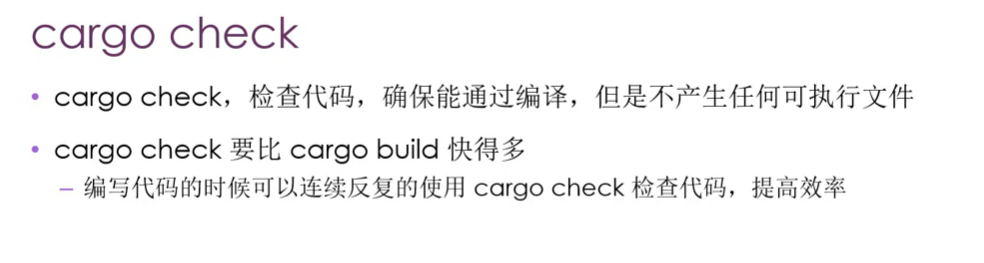 cargo check
• cargo check，检查代码，确保能通过编译，但是不产生任何可执行文件
• cargo check 要比 cargo build 快得多
– 编写代码的时候可以连续反复的使用 cargo check 检查代码，提高效率